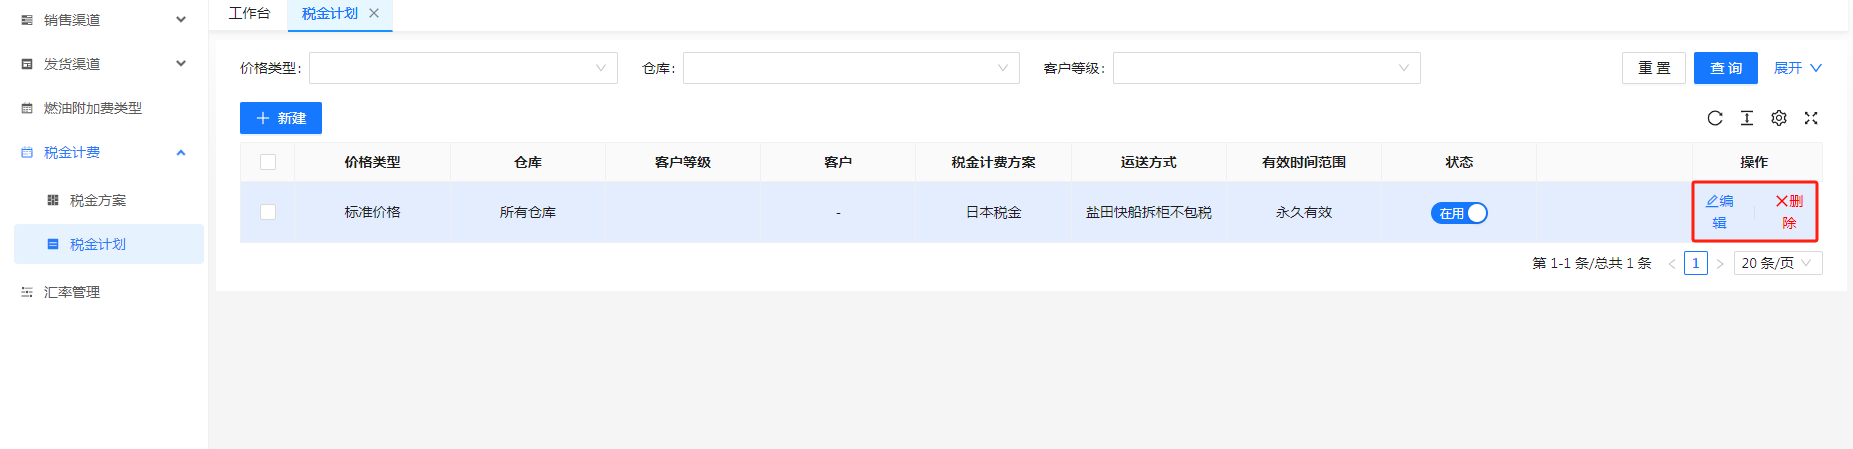 销售渠道
发货渠道
燃油附加费类型
税金计费
税金方案
税金计划
汇率管理
工作台 税金计划
价格类型: 仓库: 客户等级: 重 置 查 询 展开
新建
价格类型 仓库 客户等级 客户 税金计费方案 运送方式 有效时间范围 状态 操作
标准价格 所有仓库 - 日本税金 盐田快船拆柜不包税 永久有效 在用 编辑 删除
第 1-1 条/总共 1 条 < 1 > 20 条/页